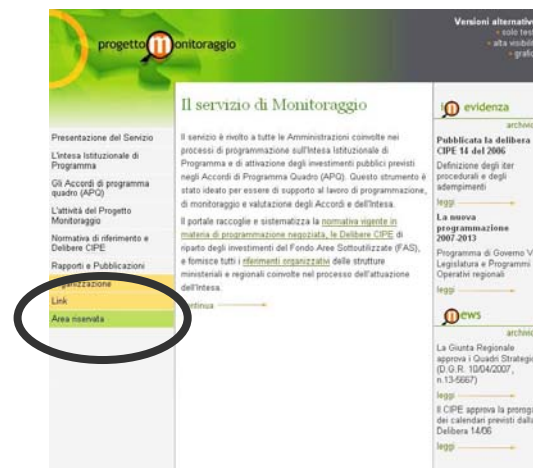 progetto monitoraggio
Versioni alternative
solo test
alta visibili
grafic
Presentazione del Servizio
L'intesa Istituzionale di
Programma
Gli Accordi di programma
quadro (APQ)
L'attività del Progetto
Monitoraggio
Normativa di riferimento e
Delibere CIPE
Rapporti e Pubblicazioni
Organizzazione
Link
Area riservata
Il servizio di Monitoraggio
Il servizio è rivolto a tutte le Amministrazioni coinvolte nei
processi di programmazione sull'Intesa Istituzionale di
Programma e di attivazione degli investimenti pubblici previsti
negli Accordi di Programma Quadro (APQ). Questo strumento è
stato ideato per essere di supporto al lavoro di programmazione,
di monitoraggio e valutazione degli Accordi e dell'Intesa.
Il portale raccoglie e sistematizza la normativa vigente in
materia di programmazione negoziata, le Delibere CIPE di
riparto degli investimenti del Fondo Aree Sottoutilizzate (FAS),
e fornisce tutti i riferimenti organizzativi delle strutture
ministeriali e regionali coinvolte nel processo dell'attuazione
dell'Intesa.
continua
in evidenza
archivio
Pubblicata la delibera
CIPE 14 del 2006
Definizione degli iter
procedurali e degli
adempimenti
leggi
La nuova
programmazione
2007-2013
Programma di Governo V
Legislatura e Programmi
Operativi regionali
leggi
news
archivio
La Giunta Regionale
approva i Quadri Strategic
(D.G.R. 10/04/2007,
n.13-5667)
leggi
Il CIPE approva la proroga
dei calendari previsti dalla
Delibera 14/06
leggi